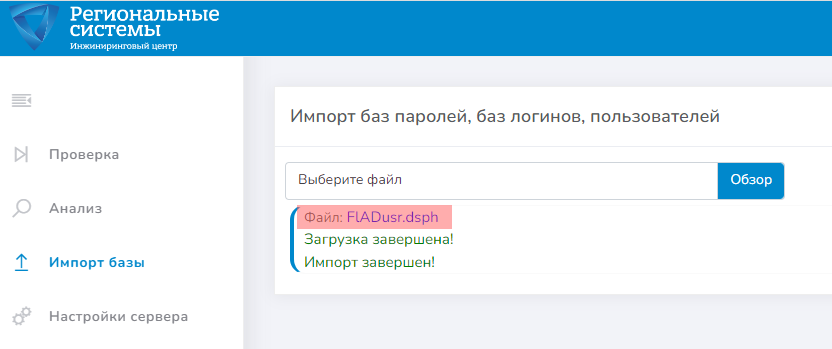 Региональные
системы
Инжиниринговый центр
Импорт баз паролей, баз логинов, пользователей
Проверка
Выберите файл
Обзор
Анализ
Файл: FlADusr.dsph
Загрузка завершена!
Импорт базы
Импорт завершен!
Настройки сервера